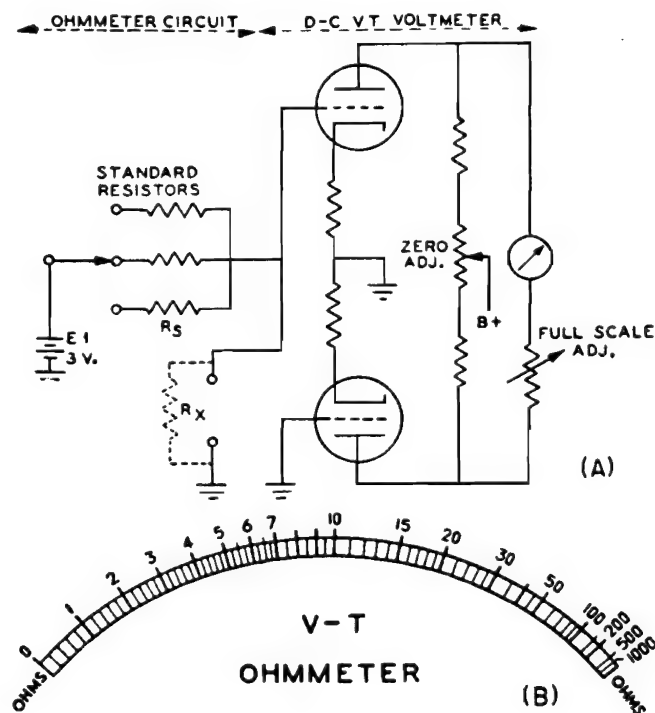 OHMMETER CIRCUIT D-C VT VOLTMETER
STANDARD
RESISTORS
ZERO
ADJ.
B+
RS
E1
3 V.
FULL SCALE
ADJ.
RX
(A)
0 1 2 3 4 5 6 7 10 15 20 30 50 100 200 500 1000
OHMS OHMS
V-T
OHMMETER
(B)